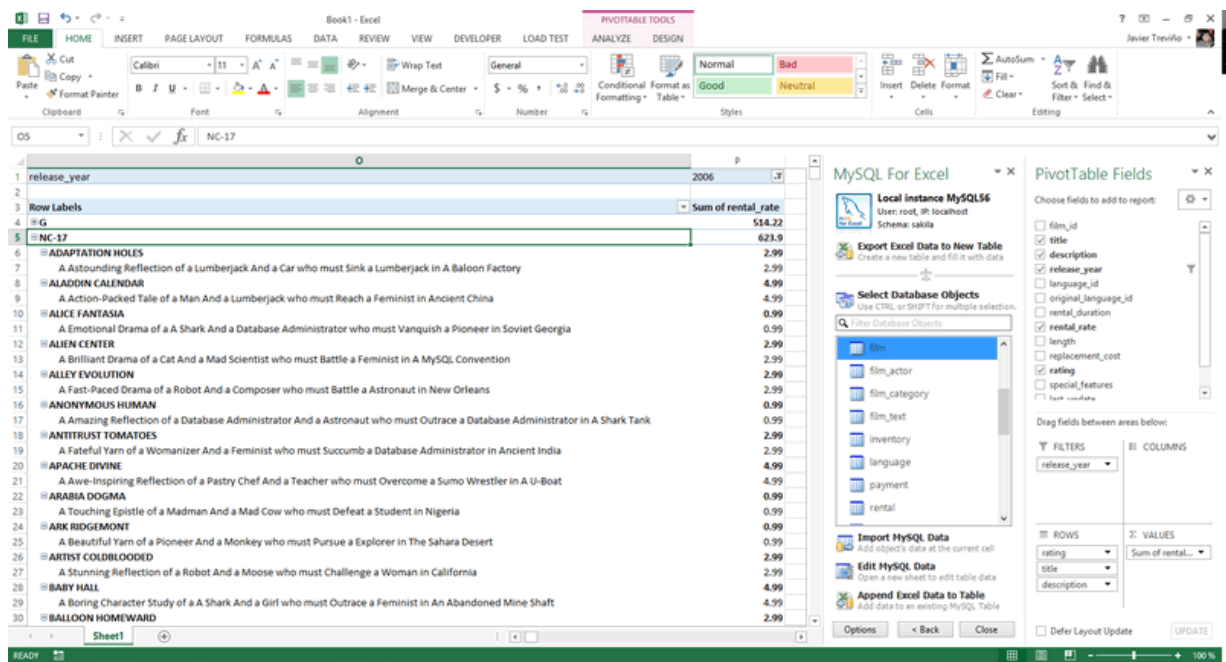 Book1 - Excel
PIVOTTABLE TOOLS
FILE HOME INSERT PAGE LAYOUT FORMULAS DATA REVIEW VIEW DEVELOPER LOAD TEST ANALYZE DESIGN
Javier Treviño
Paste
Cut
Copy
Format Painter
Clipboard
Calibri 11
B I U
Font
Wrap Text
Merge & Center
Alignment
General
$ % ,
Number
Conditional Formatting
Format as Table
Normal Bad
Good Neutral
Styles
Insert Delete Format
Cells
AutoSum
Fill
Clear
Sort & Filter
Find & Select
Editing
O5 fx NC-17
O P
1 release_year 2006
2
3 Row Labels Sum of rental_rate
4 G 514.22
5 NC-17 623.9
6 ADAPTATION HOLES 2.99
7 A Astounding Reflection of a Lumberjack And a Car who must Sink a Lumberjack in A Baloon Factory 2.99
8 ALADDIN CALENDAR 4.99
9 A Action-Packed Tale of a Man And a Lumberjack who must Reach a Feminist in Ancient China 4.99
10 ALICE FANTASIA 0.99
11 A Emotional Drama of a A Shark And a Database Administrator who must Vanquish a Pioneer in Soviet Georgia 0.99
12 ALIEN CENTER 2.99
13 A Brilliant Drama of a Cat And a Mad Scientist who must Battle a Feminist in A MySQL Convention 2.99
14 ALLEY EVOLUTION 2.99
15 A Fast-Paced Drama of a Robot And a Composer who must Battle a Astronaut in New Orleans 2.99
16 ANONYMOUS HUMAN 0.99
17 A Amazing Reflection of a Database Administrator And a Astronaut who must Outrace a Database Administrator in A Shark Tank 0.99
18 ANTITRUST TOMATOES 2.99
19 A Fateful Yarn of a Womanizer And a Feminist who must Succumb a Database Administrator in Ancient India 2.99
20 APACHE DIVINE 4.99
21 A Awe-Inspiring Reflection of a Pastry Chef And a Teacher who must Overcome a Sumo Wrestler in A U-Boat 4.99
22 ARABIA DOGMA 0.99
23 A Touching Epistle of a Madman And a Mad Cow who must Defeat a Student in Nigeria 0.99
24 ARK RIDGEMONT 0.99
25 A Beautiful Yarn of a Pioneer And a Monkey who must Pursue a Explorer in The Sahara Desert 0.99
26 ARTIST COLDBLOODED 2.99
27 A Stunning Reflection of a Robot And a Moose who must Challenge a Woman in California 2.99
28 BABY HALL 4.99
29 A Boring Character Study of a A Shark And a Girl who must Outrace a Feminist in An Abandoned Mine Shaft 4.99
30 BALLOON HOMEWARD 2.99
Sheet1
READY
MySQL For Excel
Local instance MySQL56
User: root, IP: localhost
Schema: sakila
Export Excel Data to New Table
Create a new table and fill it with data
Select Database Objects
Use CTRL or SHIFT for multiple selection.
Filter Database Objects
film
film_actor
film_category
film_text
inventory
language
payment
rental
Import MySQL Data
Add object's data at the current cell
Edit MySQL Data
Open a new sheet to edit table data
Append Excel Data to Table
Add data to an existing MySQL Table
Options < Back Close
PivotTable Fields
Choose fields to add to report:
film_id
title
description
release_year
language_id
original_language_id
rental_duration
rental_rate
length
replacement_cost
rating
special_features
last_update
Drag fields between areas below:
FILTERS COLUMNS
release_year
ROWS Σ VALUES
rating Sum of rental...
title
description
Defer Layout Update UPDATE
100 %